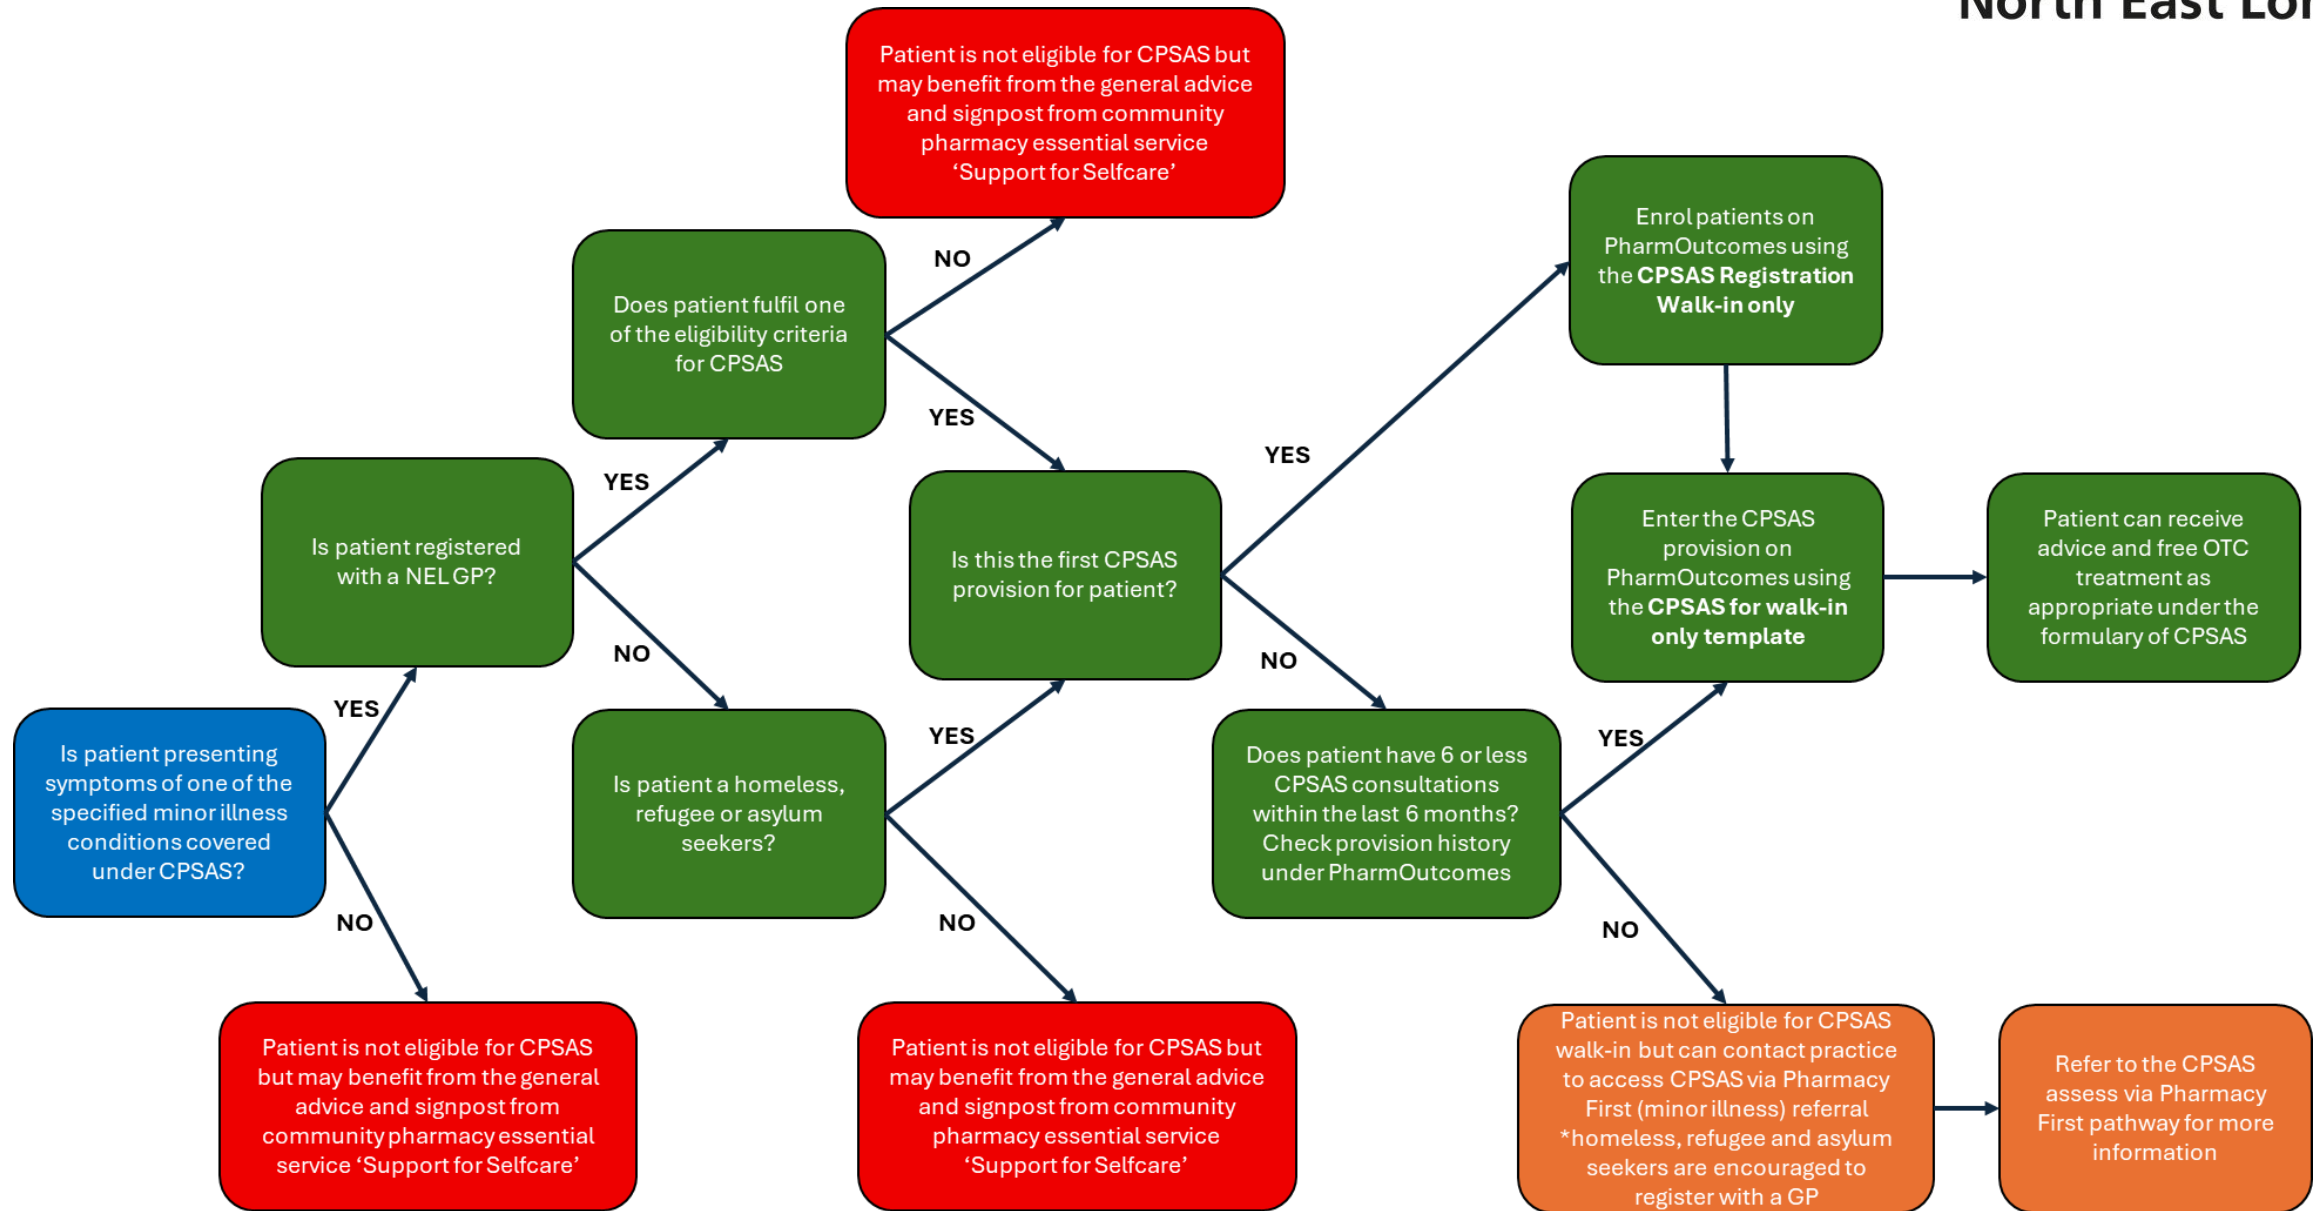 North East Lon
Patient is not eligible for CPSAS but
may benefit from the general advice
and signpost from community
pharmacy essential service
‘Support for Selfcare’
Enrol patients on
PharmOutcomes using
the CPSAS Registration
Walk-in only
NO
Does patient fulfil one
of the eligibility criteria
for CPSAS
YES
YES
YES
Is patient registered
with a NEL GP?
Is this the first CPSAS
provision for patient?
Enter the CPSAS
provision on
PharmOutcomes using
the CPSAS for walk-in
only template
Patient can receive
advice and free OTC
treatment as
appropriate under the
formulary of CPSAS
NO
NO
YES
YES
YES
Is patient presenting
symptoms of one of the
specified minor illness
conditions covered
under CPSAS?
Is patient a homeless,
refugee or asylum
seekers?
Does patient have 6 or less
CPSAS consultations
within the last 6 months?
Check provision history
under PharmOutcomes
NO
NO
NO
Patient is not eligible for CPSAS
but may benefit from the general
advice and signpost from
community pharmacy essential
service ‘Support for Selfcare’
Patient is not eligible for CPSAS but
may benefit from the general advice
and signpost from community
pharmacy essential service
‘Support for Selfcare’
Patient is not eligible for CPSAS
walk-in but can contact practice
to access CPSAS via Pharmacy
First (minor illness) referral
*homeless, refugee and asylum
seekers are encouraged to
register with a GP
Refer to the CPSAS
assess via Pharmacy
First pathway for more
information